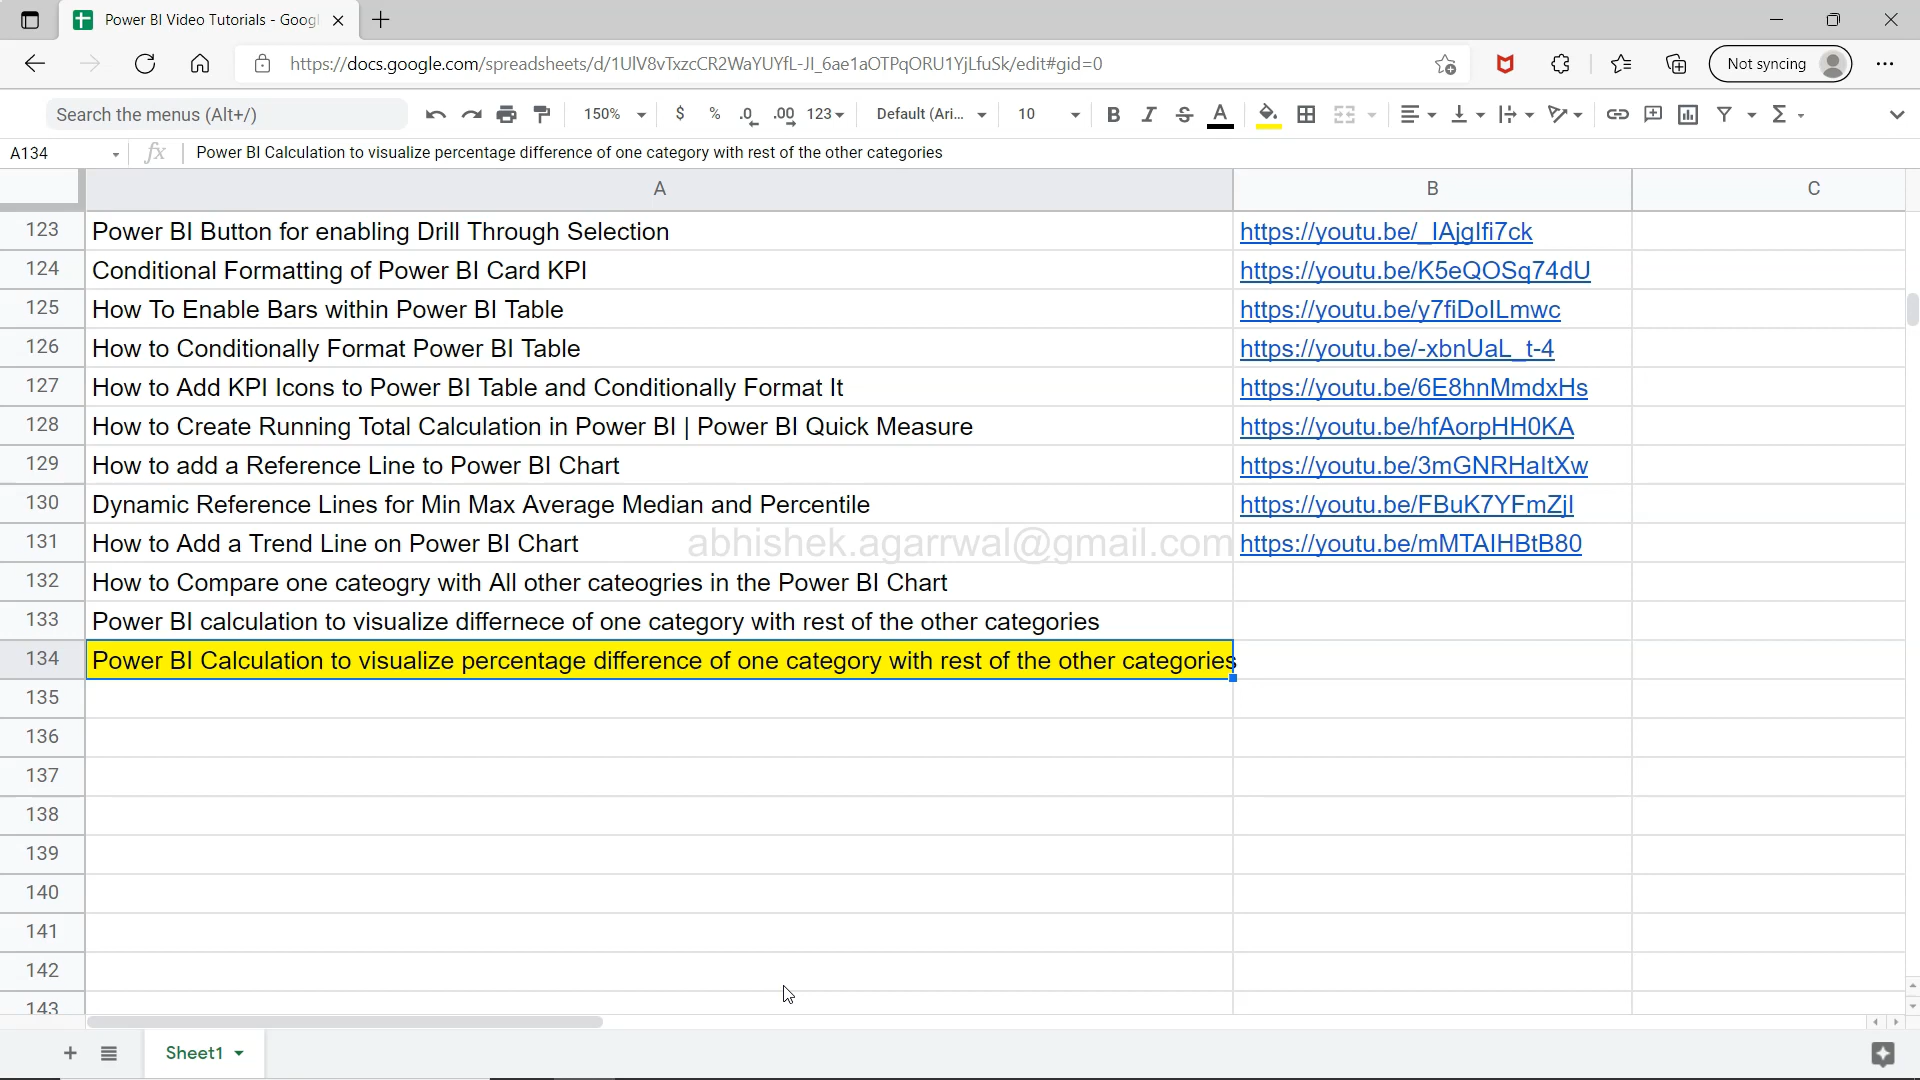 Power BI Video Tutorials - Goog
https://docs.google.com/spreadsheets/d/1UlV8vTxzcCR2WaYUYfL-JI_6ae1aOTPqORU1YjLfuSk/edit#gid=0
Not syncing
Search the menus (Alt+/)
150%
$
%
.0
.00
123
Default (Ari...
10
B
I
S
A
Σ
A134
fx
Power BI Calculation to visualize percentage difference of one category with rest of the other categories
A
B
C
123 Power BI Button for enabling Drill Through Selection https://youtu.be/_IAjgIfi7ck
124 Conditional Formatting of Power BI Card KPI https://youtu.be/K5eQOSq74dU
125 How To Enable Bars within Power BI Table https://youtu.be/y7fiDoILmwc
126 How to Conditionally Format Power BI Table https://youtu.be/-xbnUaL_t-4
127 How to Add KPI Icons to Power BI Table and Conditionally Format It https://youtu.be/6E8hnMmdxHs
128 How to Create Running Total Calculation in Power BI | Power BI Quick Measure https://youtu.be/hfAorpHH0KA
129 How to add a Reference Line to Power BI Chart https://youtu.be/3mGNRHaltXw
130 Dynamic Reference Lines for Min Max Average Median and Percentile https://youtu.be/FBuK7YFmZjI
131 How to Add a Trend Line on Power BI Chart abhishek.agarrwal@gmail.com https://youtu.be/mMTAIHBtB80
132 How to Compare one cateogry with All other cateogries in the Power BI Chart
133 Power BI calculation to visualize differnece of one category with rest of the other categories
134 Power BI Calculation to visualize percentage difference of one category with rest of the other categories
135
136
137
138
139
140
141
142
143
Sheet1